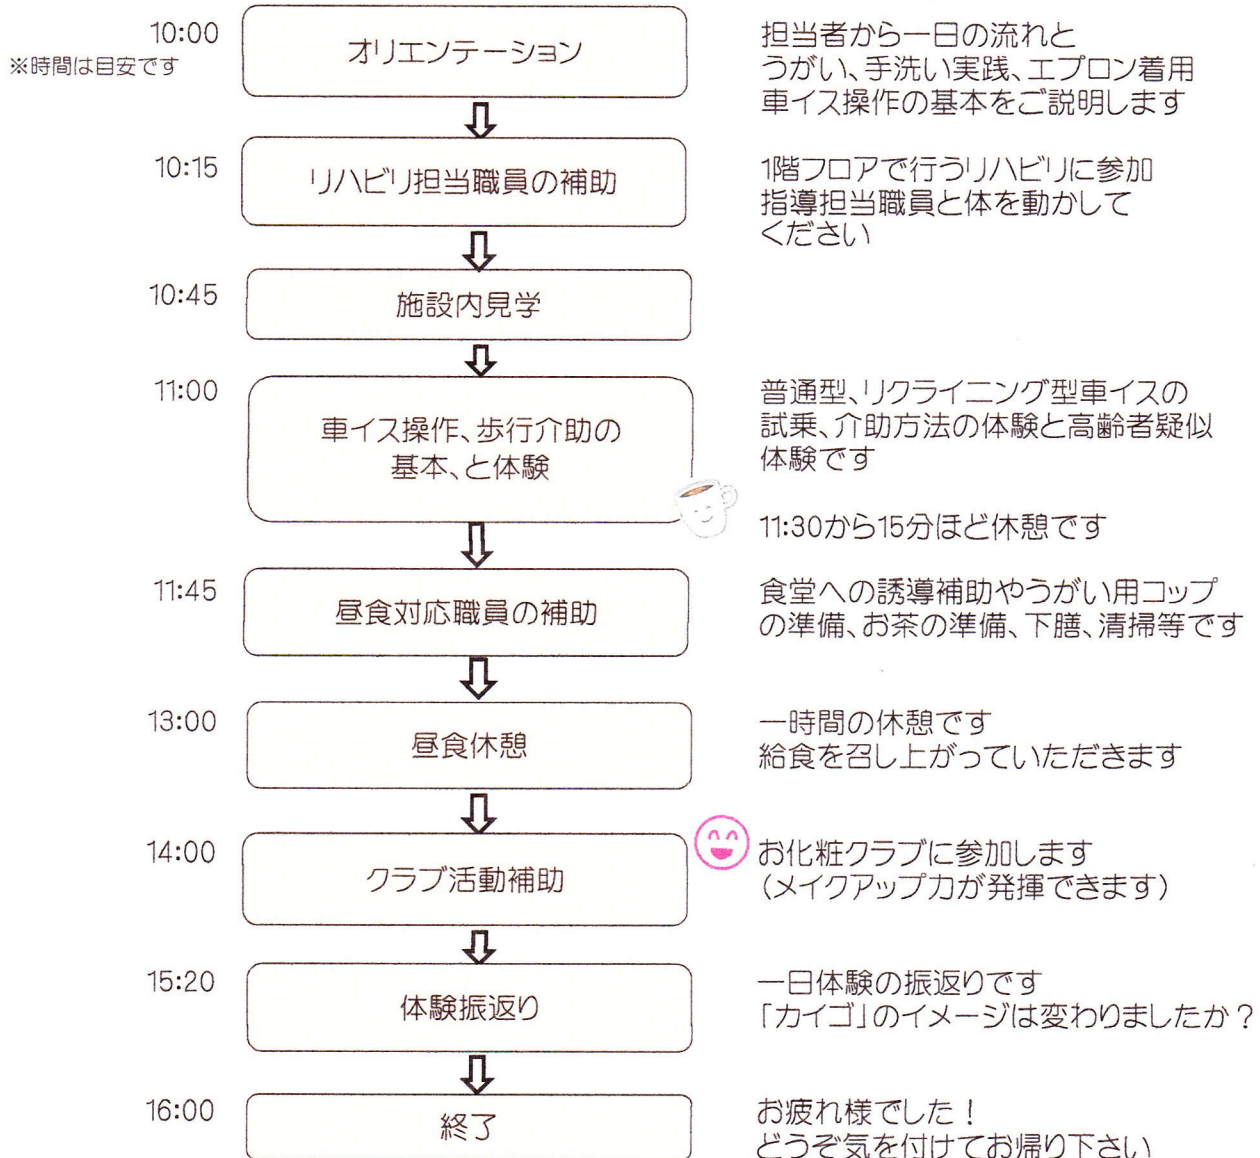 10:00
※時間は目安です
オリエンテーション
担当者から一日の流れと
うがい、手洗い実践、エプロン着用
車イス操作の基本をご説明します
10:15
リハビリ担当職員の補助
1階フロアで行うリハビリに参加
指導担当職員と体を動かして
ください
10:45
施設内見学
11:00
車イス操作、歩行介助の
基本、と体験
普通型、リクライニング型車イスの
試乗、介助方法の体験と高齢者疑似
体験です
11:30から15分ほど休憩です
11:45
昼食対応職員の補助
食堂への誘導補助やうがい用コップ
の準備、お茶の準備、下膳、清掃等です
13:00
昼食休憩
一時間の休憩です
給食を召し上がっていただきます
14:00
クラブ活動補助
お化粧クラブに参加します
(メイクアップ力が発揮できます)
15:20
体験振返り
一日体験の振返りです
「カイゴ」のイメージは変わりましたか？
16:00
終了
お疲れ様でした！
どうぞ気を付けてお帰り下さい